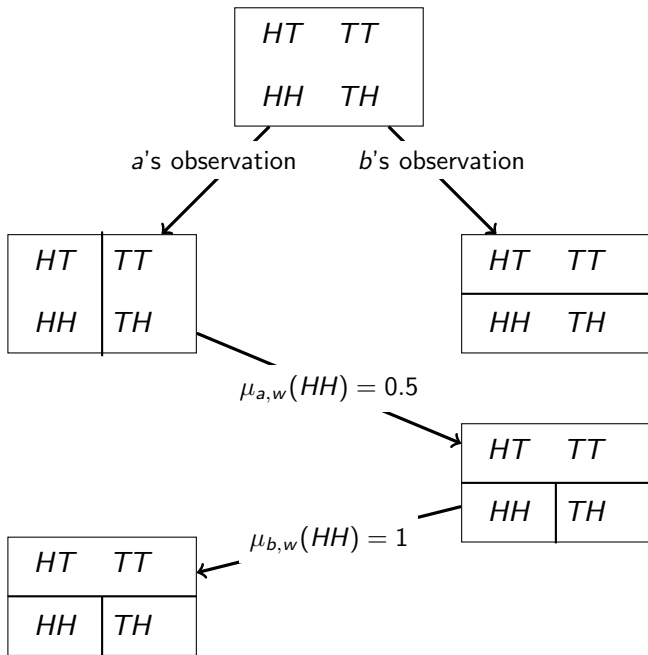 HT TT
HH TH
a's observation b's observation
HT TT
HH TH
HT TT
HH TH
μa,w(HH) = 0.5
HT TT
HH TH
μb,w(HH) = 1
HT TT
HH TH